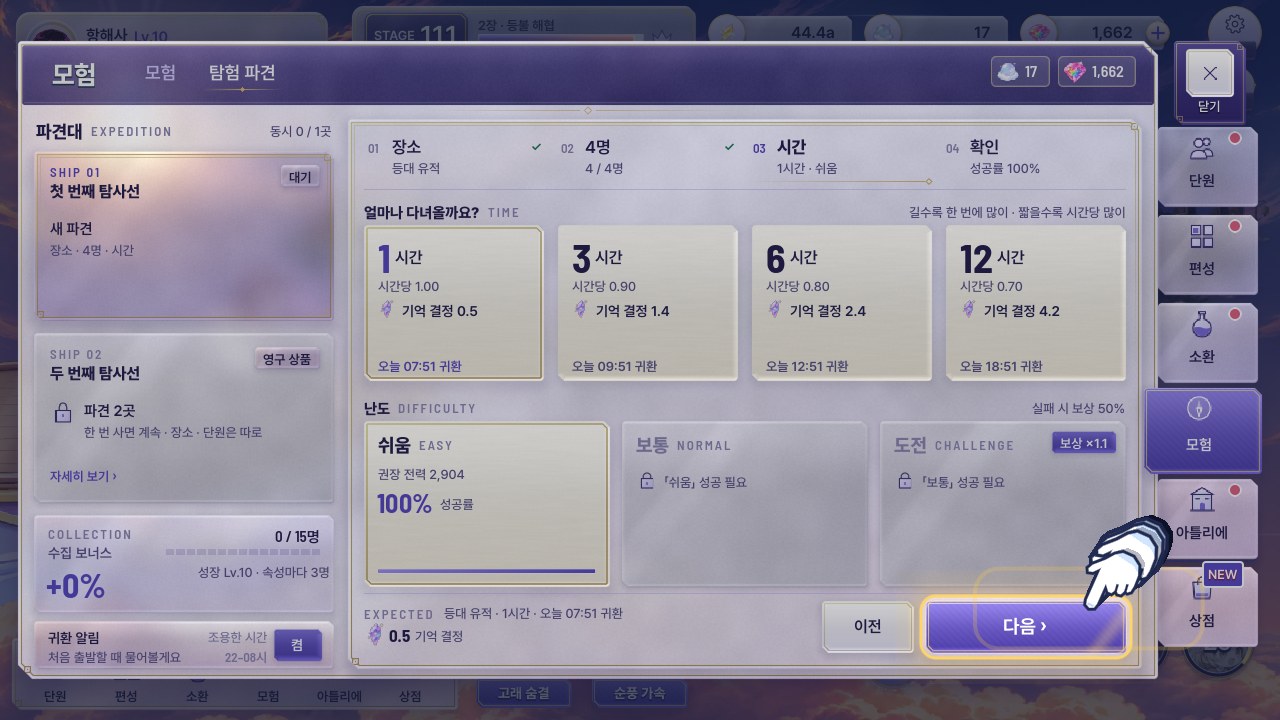 항해사 Lv.10
STAGE 111
2장 · 등불 해협
44.4a
17
1,662
모험
모험
탐험 파견
17
1,662
닫기
파견대 EXPEDITION
동시 0 / 1곳
SHIP 01
첫 번째 탐사선
대기
새 파견
장소 · 4명 · 시간
SHIP 02
두 번째 탐사선
영구 상품
파견 2곳
한 번 사면 계속 · 장소 · 단원은 따로
자세히 보기 ›
COLLECTION
수집 보너스
+0%
0 / 15명
성장 Lv.10 · 속성마다 3명
귀환 알림
처음 출발할 때 물어볼게요
조용한 시간
22–08시
켬
01 장소
등대 유적
02 4명
4 / 4명
03 시간
1시간 · 쉬움
04 확인
성공률 100%
얼마나 다녀올까요? TIME
길수록 한 번에 많이 · 짧을수록 시간당 많이
1 시간
시간당 1.00
기억 결정 0.5
오늘 07:51 귀환
3 시간
시간당 0.90
기억 결정 1.4
오늘 09:51 귀환
6 시간
시간당 0.80
기억 결정 2.4
오늘 12:51 귀환
12 시간
시간당 0.70
기억 결정 4.2
오늘 18:51 귀환
난도 DIFFICULTY
실패 시 보상 50%
쉬움 EASY
권장 전력 2,904
100% 성공률
보통 NORMAL
「쉬움」 성공 필요
도전 CHALLENGE
보상 ×1.1
「보통」 성공 필요
EXPECTED 등대 유적 · 1시간 · 오늘 07:51 귀환
0.5 기억 결정
이전
다음 ›
단원
편성
소환
모험
아틀리에
NEW
상점
단원
편성
소환
모험
아틀리에
상점
고래 숨결
순풍 가속